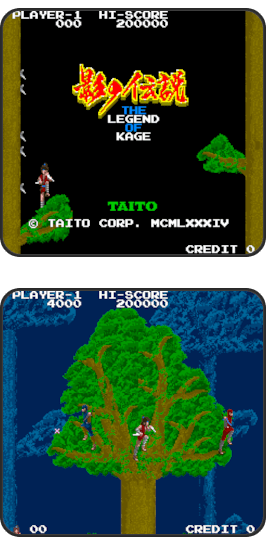 PLAYER-1 HI-SCORE
000 200000
影の伝説
THE
LEGEND
OF
KAGE
TAITO
© TAITO CORP. MCMLXXXIV
CREDIT 0
PLAYER-1 HI-SCORE
4000 200000
00 CREDIT 0